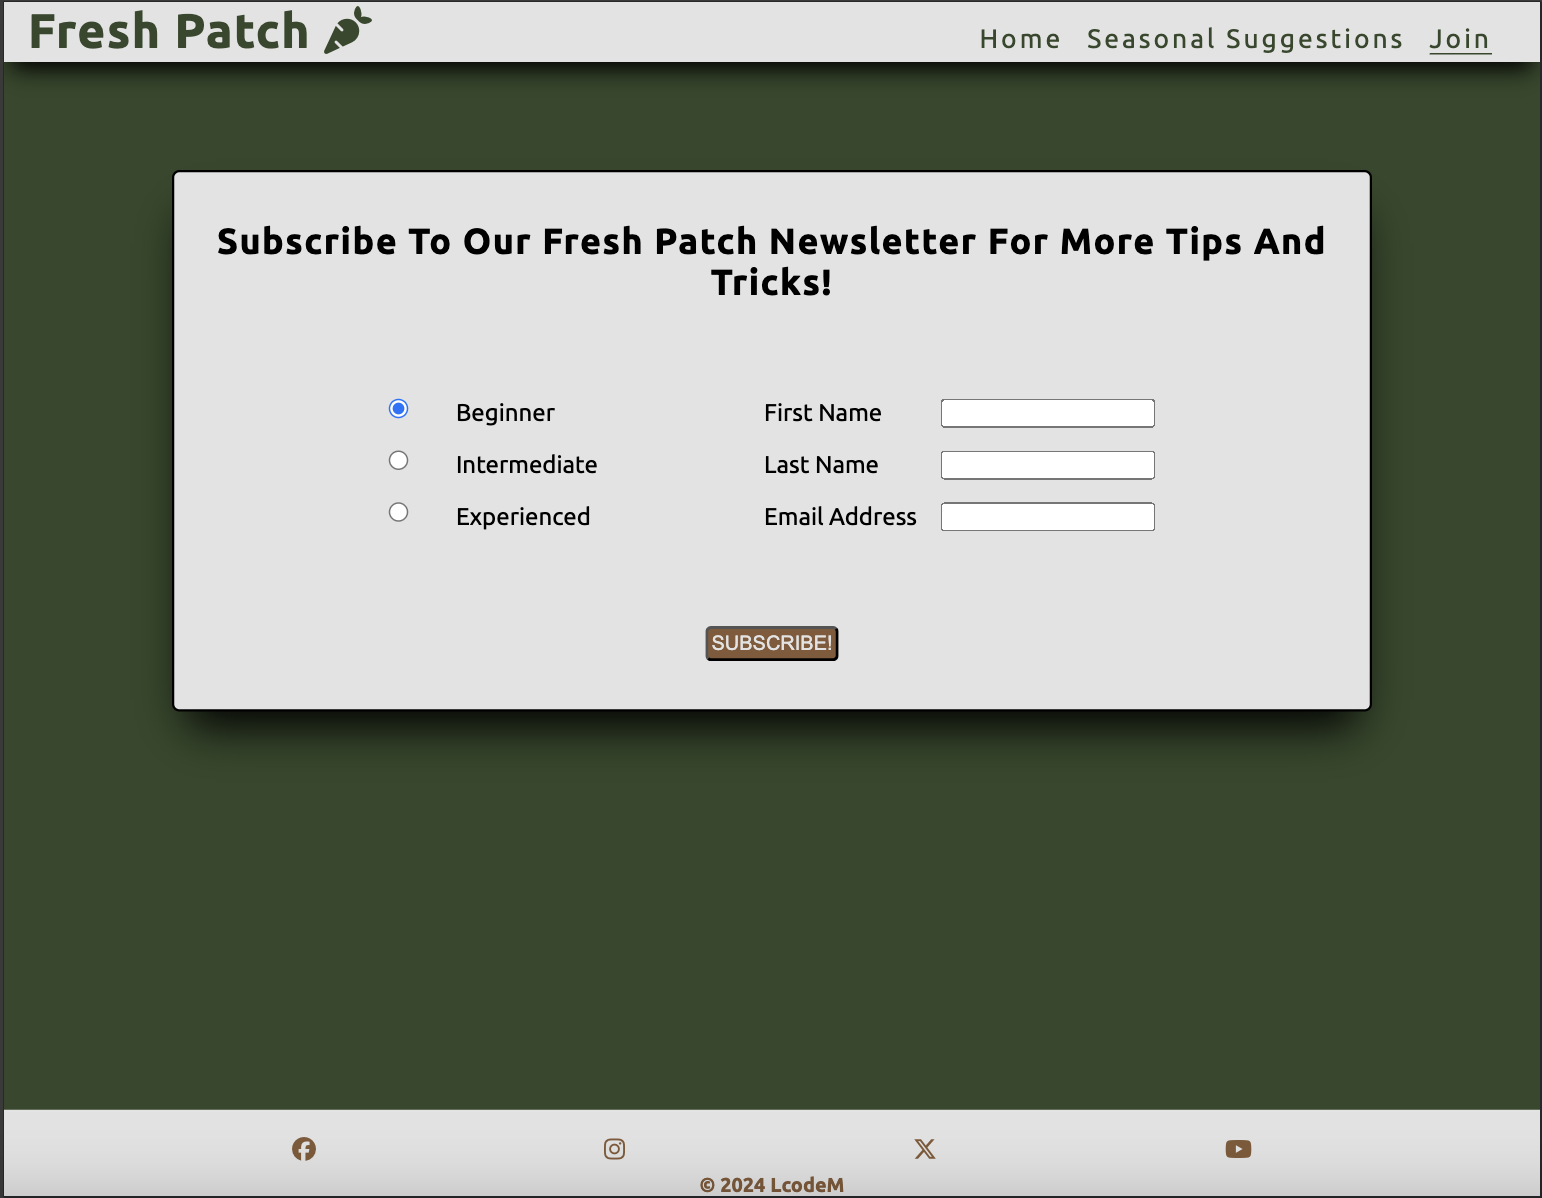 Fresh Patch
Home Seasonal Suggestions Join
Subscribe To Our Fresh Patch Newsletter For More Tips And
Tricks!
Beginner
Intermediate
Experienced
First Name
Last Name
Email Address
SUBSCRIBE!
© 2024 LcodeM